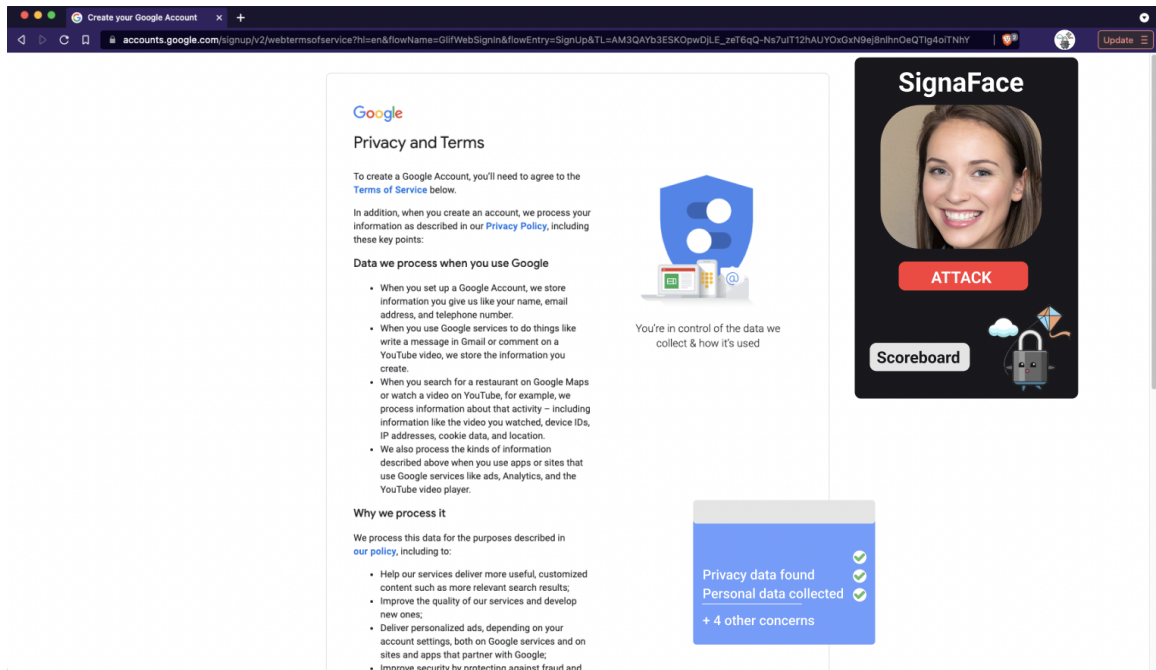 Create your Google Account
accounts.google.com/signup/v2/webtermsofservice?hl=en&flowName=GlifWebSignIn&flowEntry=SignUp&TL=AM3QAYb3ESKOpwDjLE_zeT6qQ-Ns7uIT12hAUYOxGxN9ej8nlhnOeQTIg4oiTNhY
2
Update
Google
Privacy and Terms
To create a Google Account, you'll need to agree to the
Terms of Service below.
In addition, when you create an account, we process your
information as described in our Privacy Policy, including
these key points:
Data we process when you use Google
• When you set up a Google Account, we store
information you give us like your name, email
address, and telephone number.
• When you use Google services to do things like
write a message in Gmail or comment on a
YouTube video, we store the information you
create.
• When you search for a restaurant on Google Maps
or watch a video on YouTube, for example, we
process information about that activity – including
information like the video you watched, device IDs,
IP addresses, cookie data, and location.
• We also process the kinds of information
described above when you use apps or sites that
use Google services like ads, Analytics, and the
YouTube video player.
Why we process it
We process this data for the purposes described in
our policy, including to:
• Help our services deliver more useful, customized
content such as more relevant search results;
• Improve the quality of our services and develop
new ones;
• Deliver personalized ads, depending on your
account settings, both on Google services and on
sites and apps that partner with Google;
• Improve security by protecting against fraud and
@
You're in control of the data we
collect & how it's used
SignaFace
ATTACK
Scoreboard
Privacy data found
Personal data collected
+ 4 other concerns